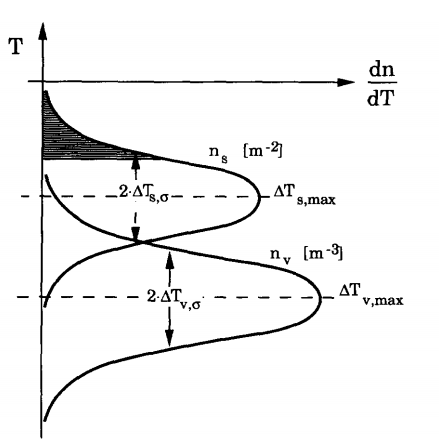 T
dn
dT
n_s [m^-2]
2·ΔT_s,σ
ΔT_s,max
n_v [m^-3]
2·ΔT_v,σ
ΔT_v,max